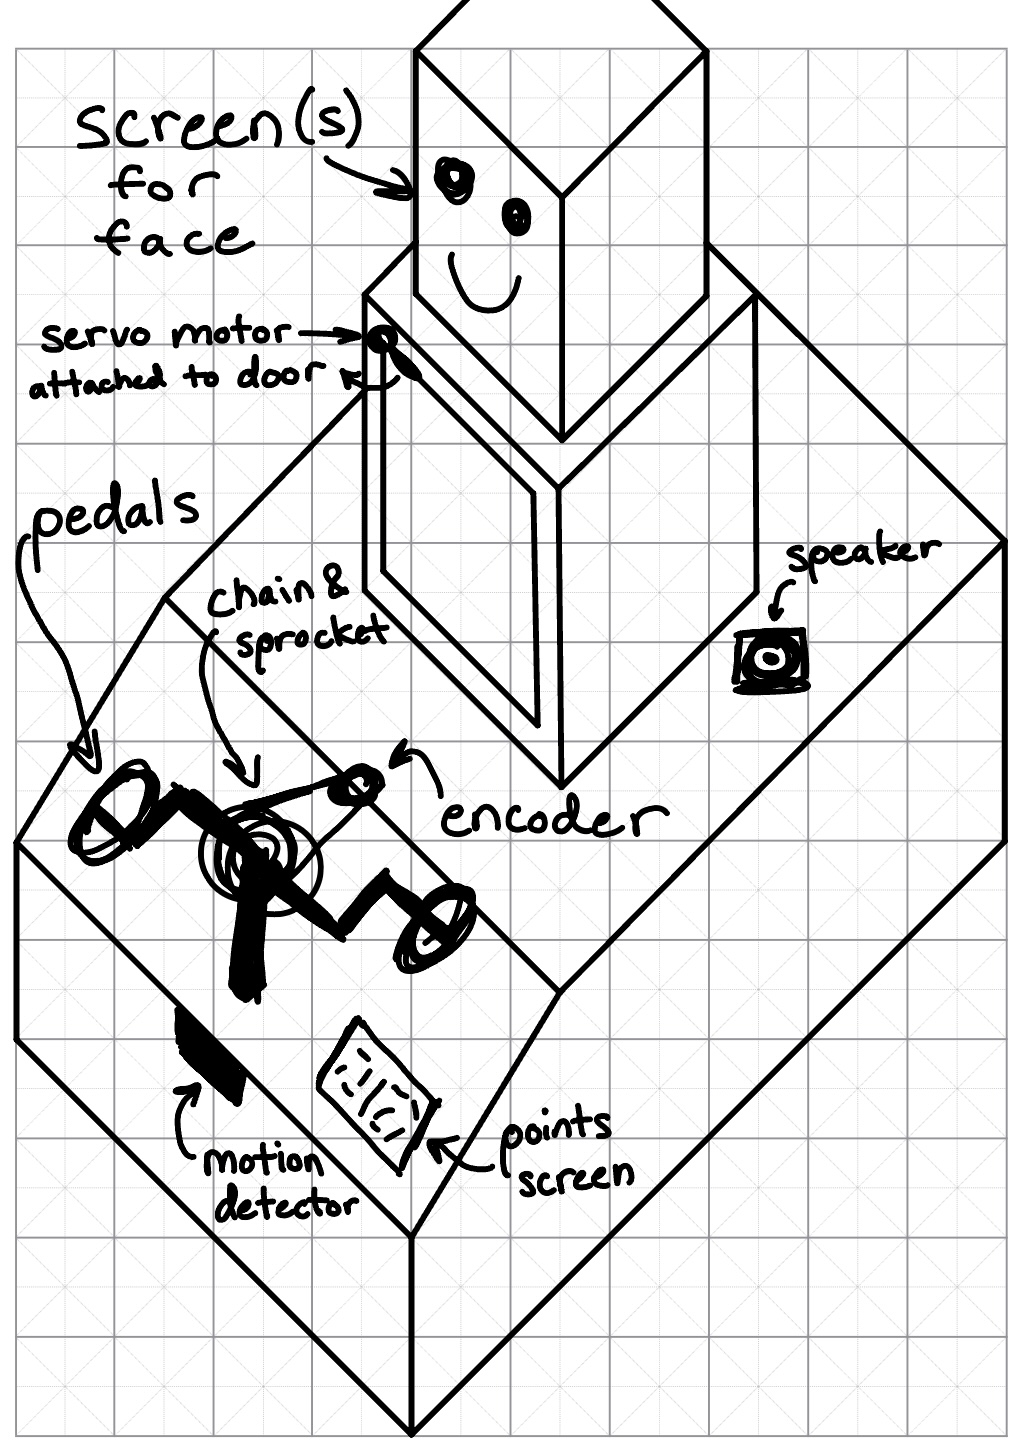 screen(s)
for
face
servo motor
attached to door
pedals
chain &
sprocket
speaker
encoder
points
screen
motion
detector